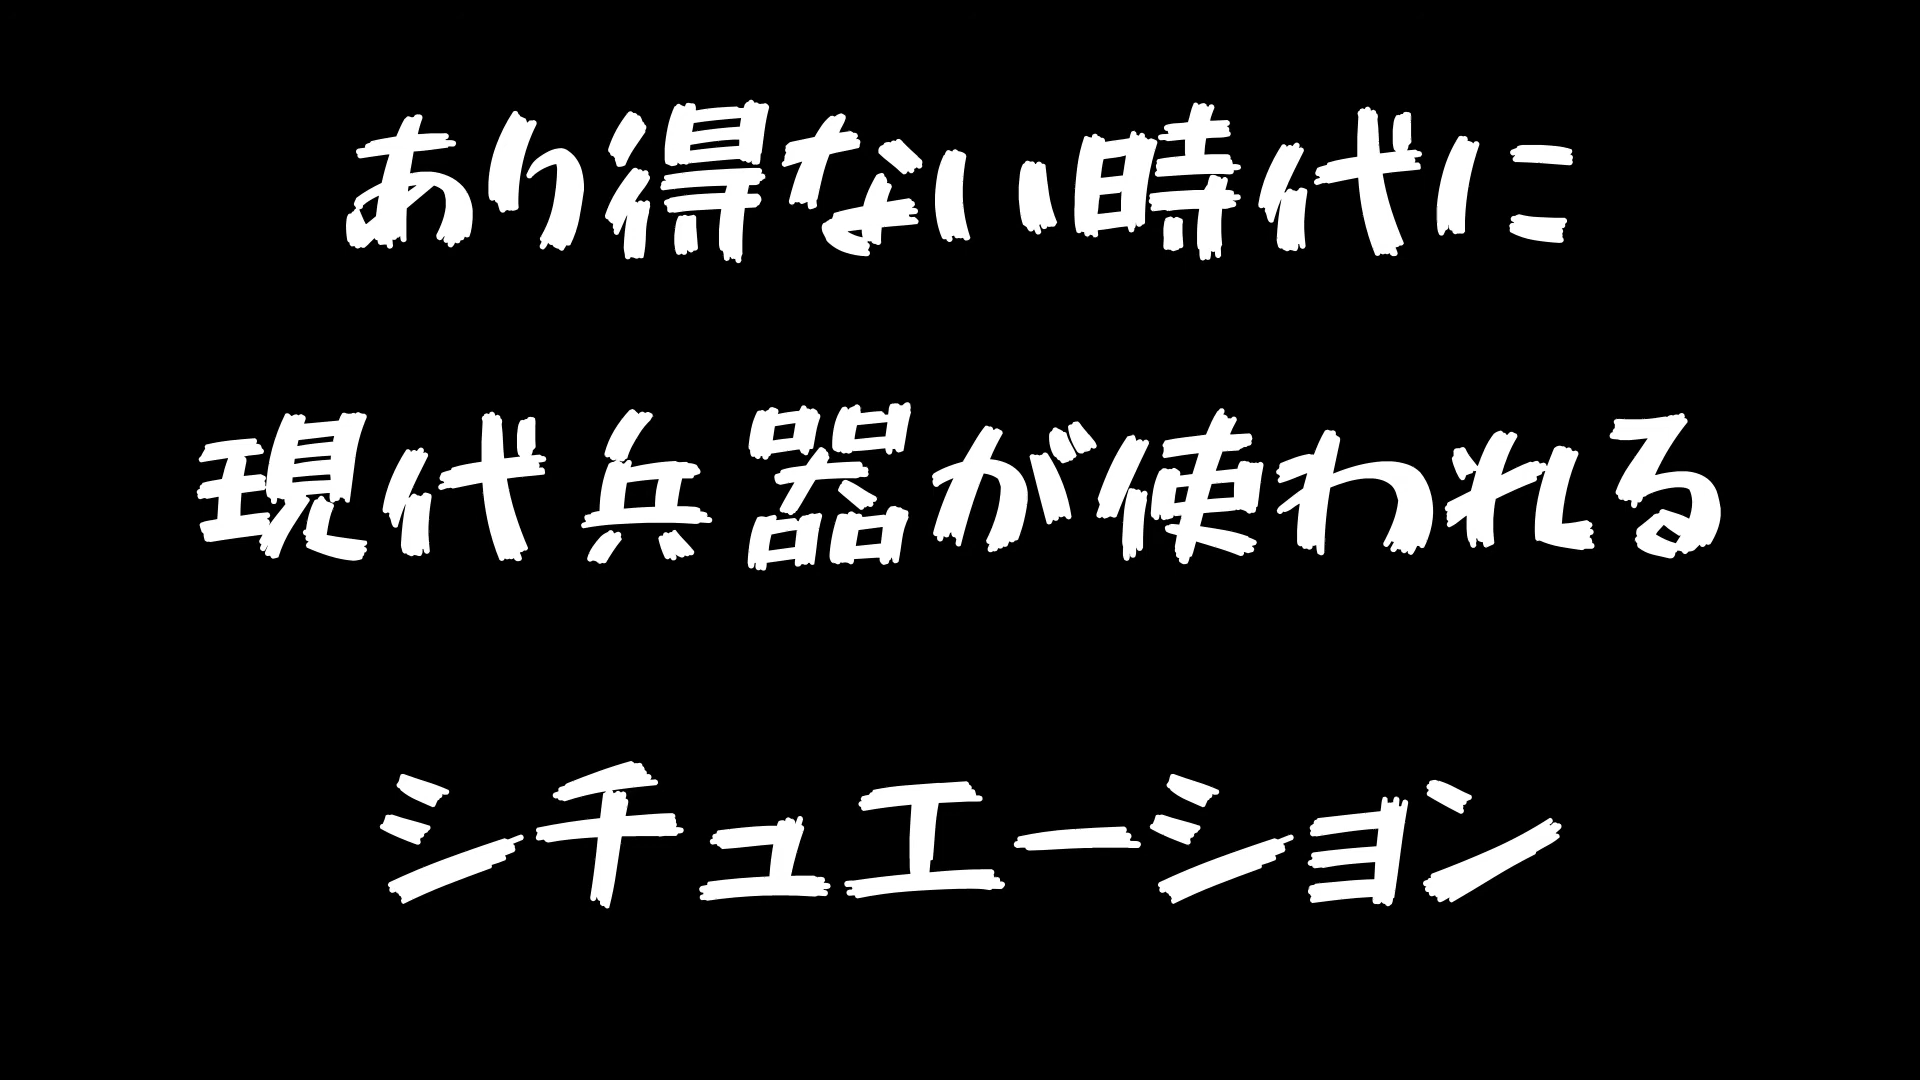 あり得ない時代に
現代兵器が使われる
シチュエーション